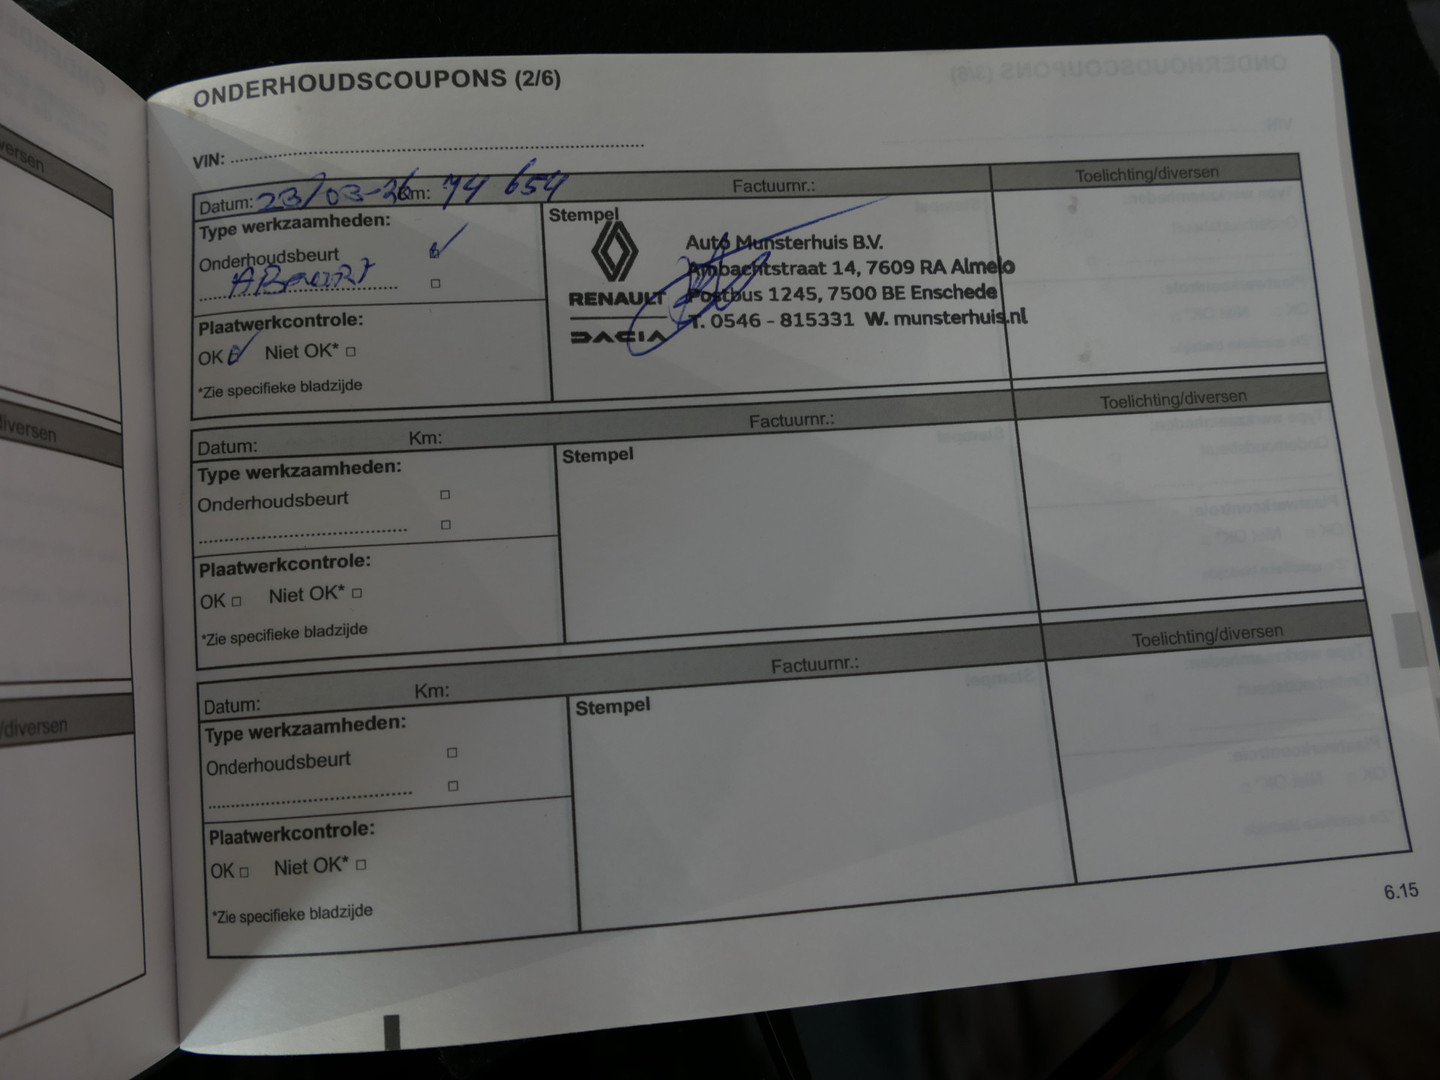 ONDERHOUDSCOUPONS (2/6)
VIN:
Datum: 23/03-26 Km: 74 654 Factuurnr.: Toelichting/diversen
Type werkzaamheden:
Onderhoudsbeurt
A Beurt
Plaatwerkcontrole:
OK Niet OK*
*Zie specifieke bladzijde
Stempel
RENAULT
DACIA
Auto Munsterhuis B.V.
Ambachtstraat 14, 7609 RA Almelo
Postbus 1245, 7500 BE Enschede
T. 0546 - 815331 W. munsterhuis.nl
Datum: Km: Factuurnr.: Toelichting/diversen
Type werkzaamheden:
Onderhoudsbeurt
Plaatwerkcontrole:
OK Niet OK*
*Zie specifieke bladzijde
Stempel
Datum: Km: Factuurnr.: Toelichting/diversen
Type werkzaamheden:
Onderhoudsbeurt
Plaatwerkcontrole:
OK Niet OK*
*Zie specifieke bladzijde
Stempel
6.15